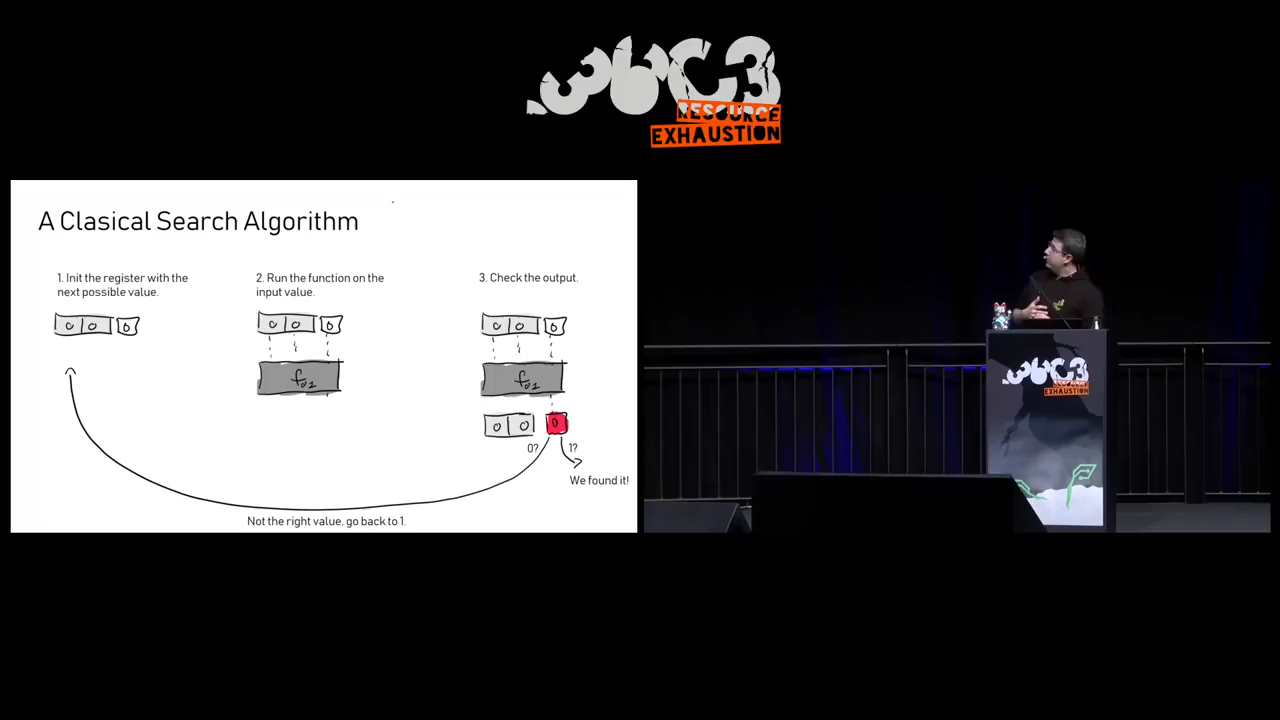 36C3
RESOURCE
EXHAUSTION
A Clasical Search Algorithm
1. Init the register with the
next possible value.
2. Run the function on the
input value.
3. Check the output.
0 0 0
0 0 0
0 0 0
f
f
0 0 0
0? 1?
We found it!
Not the right value, go back to 1.
36C3
RESOURCE
EXHAUSTION